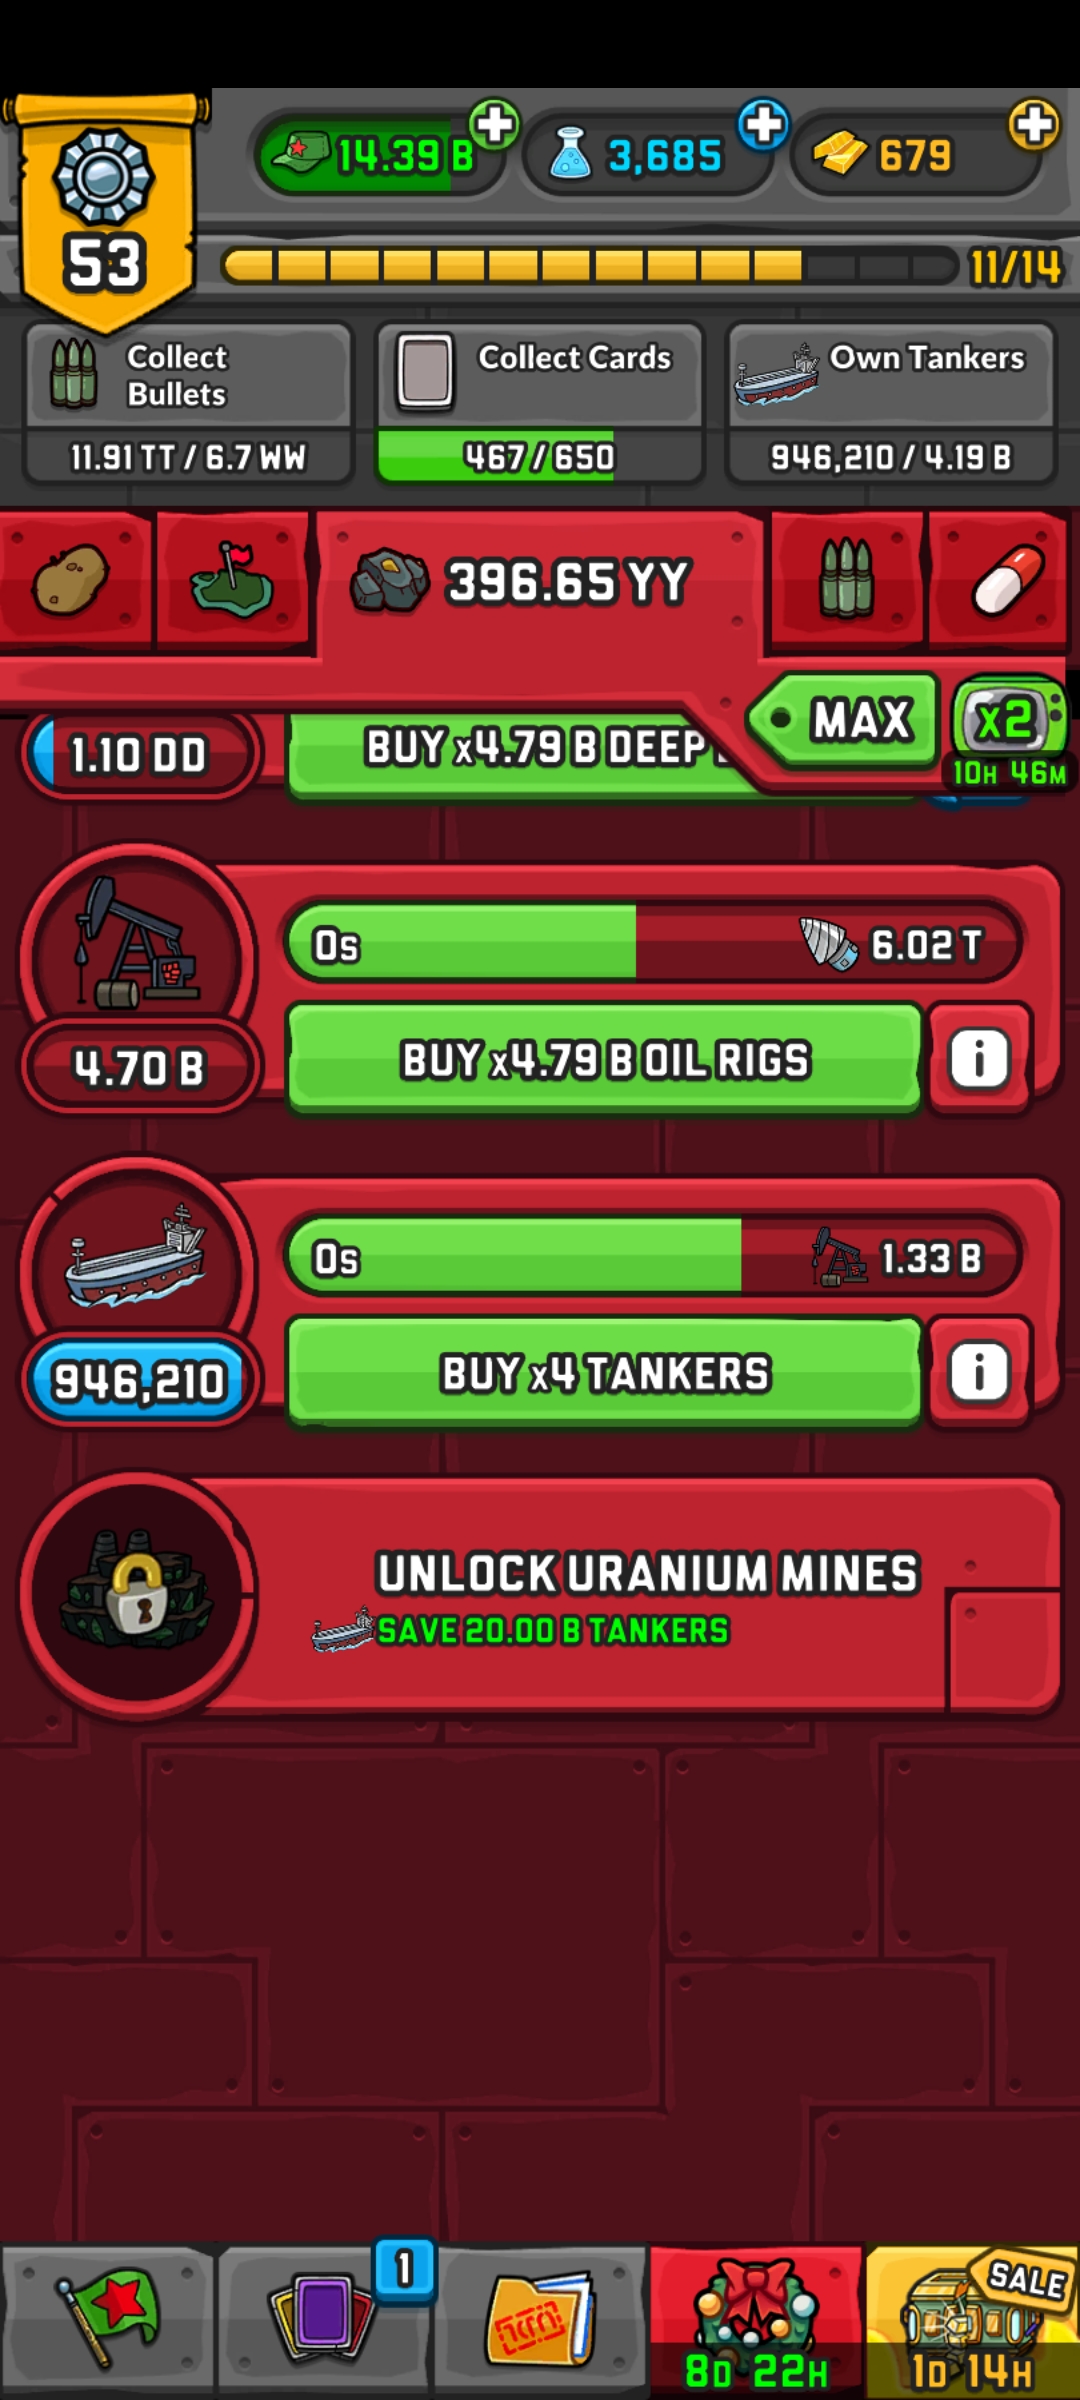 14.39 B
3,685
679
53
11/14
Collect
Bullets
11.91 TT / 6.7 WW
Collect Cards
467 / 650
Own Tankers
946,210 / 4.19 B
396.65 YY
MAX
x2
10H 46M
1.10 DD
BUY x4.79 B DEEP
0s
6.02 T
4.70 B
BUY x4.79 B OIL RIGS
i
0s
1.33 B
946,210
BUY x4 TANKERS
i
UNLOCK URANIUM MINES
SAVE 20.00 B TANKERS
1
SALE
8D 22H
1D 14H